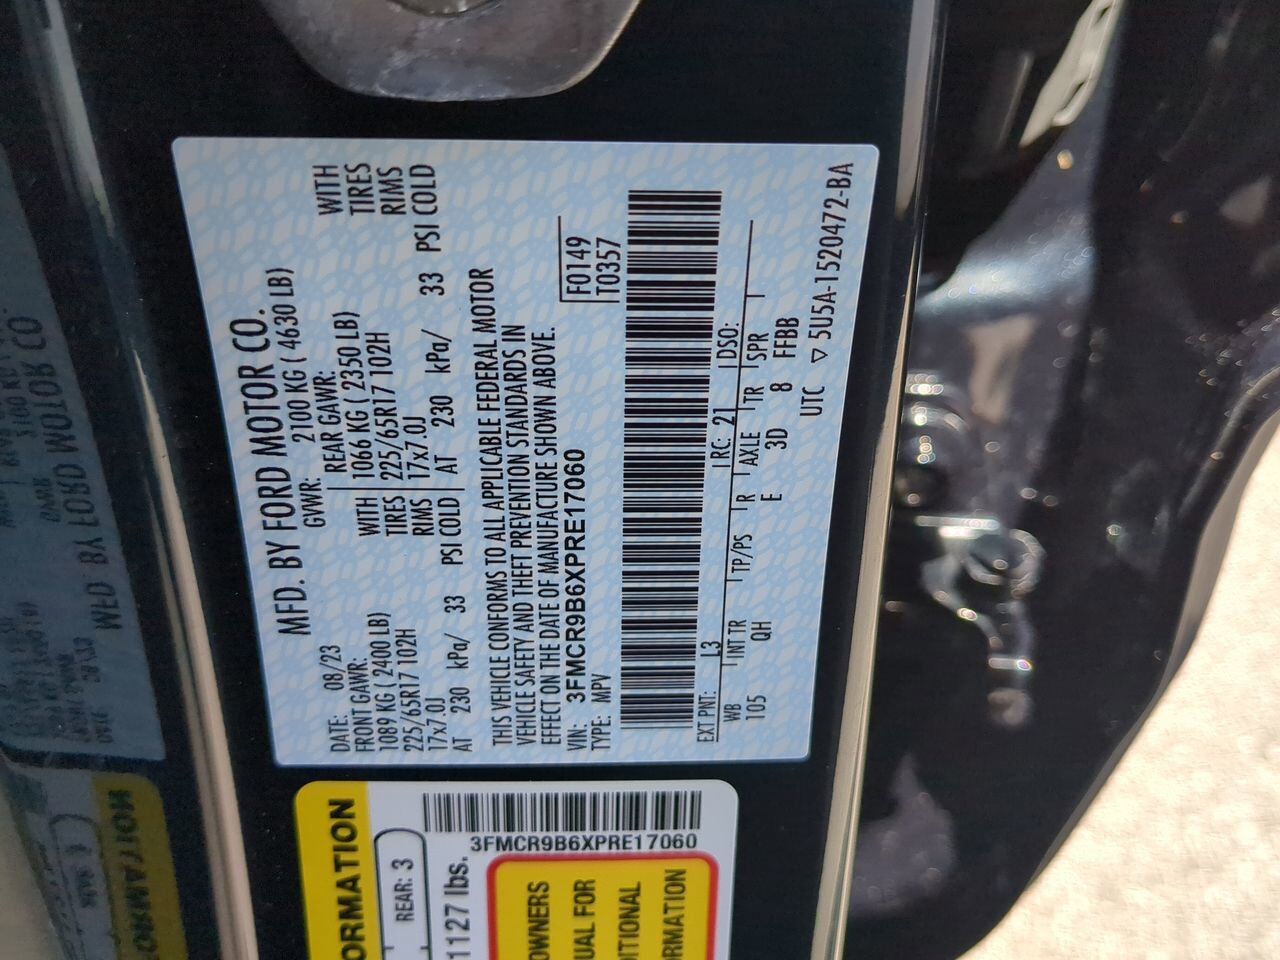 MFD. BY FORD MOTOR CO.
DATE: 08/23 GVWR: 2100 KG ( 4630 LB)
FRONT GAWR: REAR GAWR:
1089 KG ( 2400 LB) WITH 1066 KG ( 2350 LB) WITH
225/65R17 102H TIRES 225/65R17 102H TIRES
17x7.0J RIMS 17x7.0J RIMS
AT 230 kPa/ 33 PSI COLD AT 230 kPa/ 33 PSI COLD
THIS VEHICLE CONFORMS TO ALL APPLICABLE FEDERAL MOTOR
VEHICLE SAFETY AND THEFT PREVENTION STANDARDS IN
EFFECT ON THE DATE OF MANUFACTURE SHOWN ABOVE.
VIN: 3FMCR9B6XPRE17060 F0149
TYPE: MPV T0357
EXT PNT: L3 RC: 21 DSO:
WB INT TR TP/PS R AXLE TR SPR
105 QH E 3D 8 FFBB
UTC ▽ 5U5A-1520472-BA
ORMATION
REAR: 3
1127 lbs.
3FMCR9B6XPRE17060
OWNERS
UAL FOR
DITIONAL
RMATION